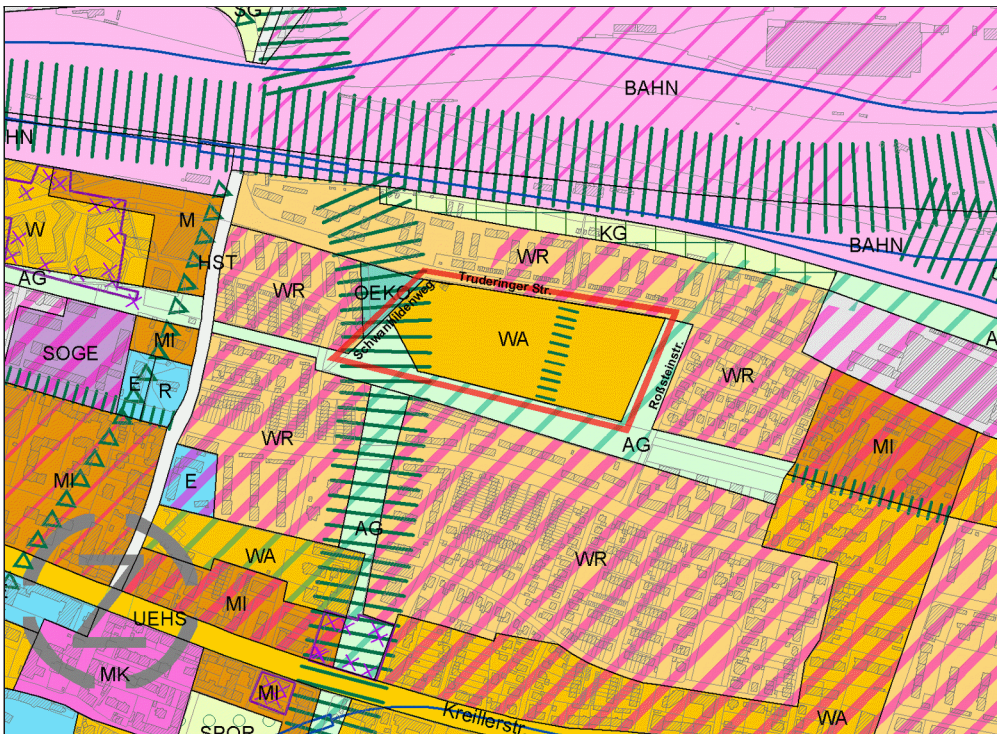 SG
BAHN
HN
BAHN
W
M
HST
KG
WR
AG
WR
OEKO
Truderinger Str.
Schwanhildenweg
WA
SOGE
MI
E
R
WR
Roßsteinstr.
A
WR
AG
MI
MI
E
AG
WA
WR
MI
UEHS
MK
MI
Kreillerstr
WA
SPOR